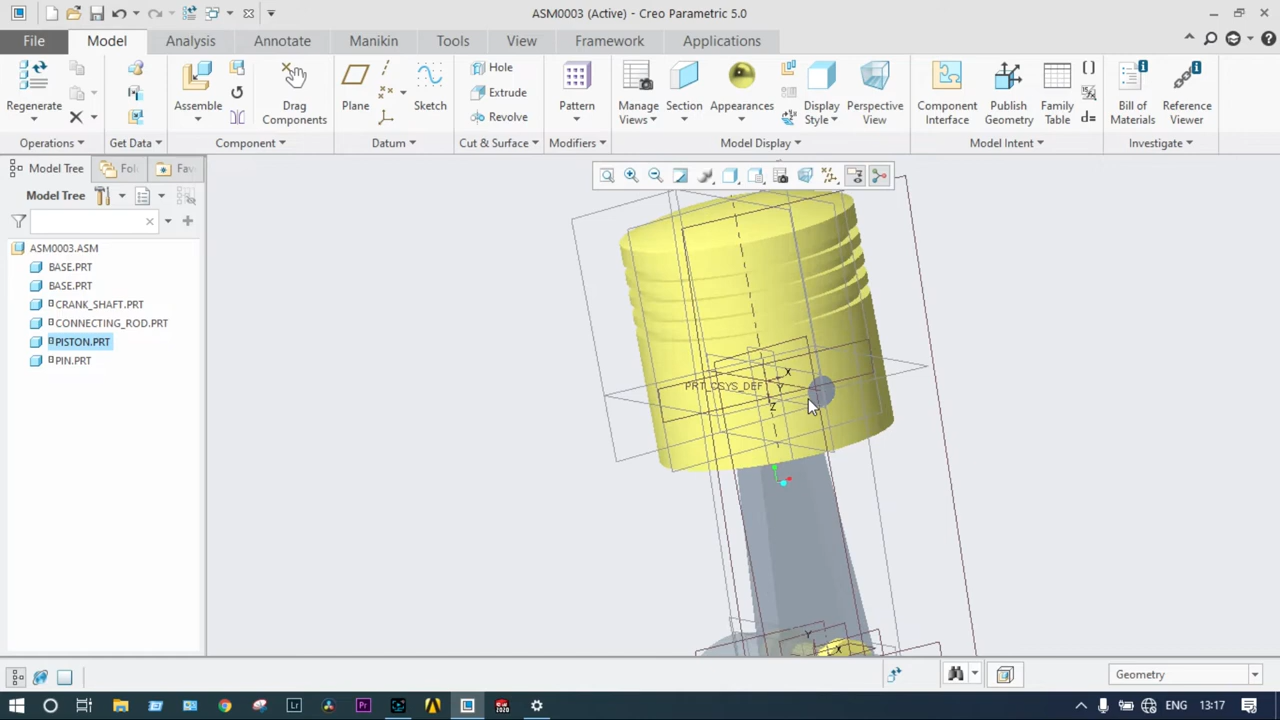 ASM0003 (Active) - Creo Parametric 5.0
File Model Analysis Annotate Manikin Tools View Framework Applications
Regenerate
Assemble
Drag
Components
Plane
Sketch
Hole
Extrude
Revolve
Pattern
Manage
Views
Section
Appearances
Display
Style
Perspective
View
Component
Interface
Publish
Geometry
Family
Table
d=
Bill of
Materials
Reference
Viewer
Operations Get Data Component Datum Cut & Surface Modifiers Model Display Model Intent Investigate
Model Tree Fol Fav
Model Tree
ASM0003.ASM
BASE.PRT
BASE.PRT
CRANK_SHAFT.PRT
CONNECTING_ROD.PRT
PISTON.PRT
PIN.PRT
X
PRT_CSYS_DEF Y
Z
Y
X
Geometry
Lr Pr ENG 13:17